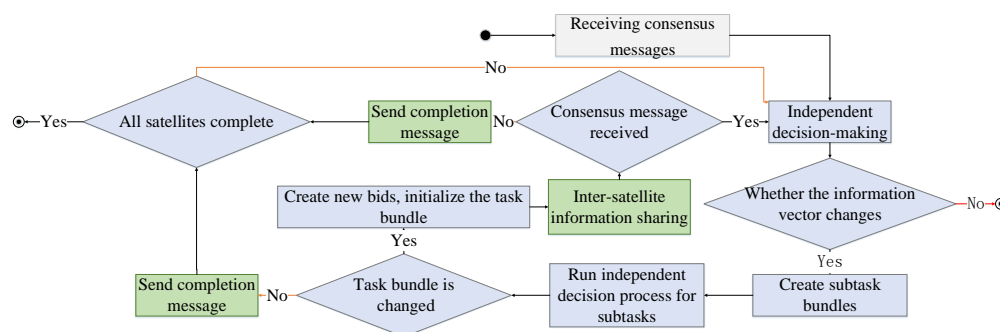 Receiving consensus
messages
No
All satellites complete
Yes
Send completion
message
No
Consensus message
received
Yes
Independent
decision-making
Create new bids, initialize the task
bundle
Inter-satellite
information sharing
Whether the information
vector changes
No
Yes
Yes
Send completion
message
No
Task bundle is
changed
Run independent
decision process for
subtasks
Create subtask
bundles